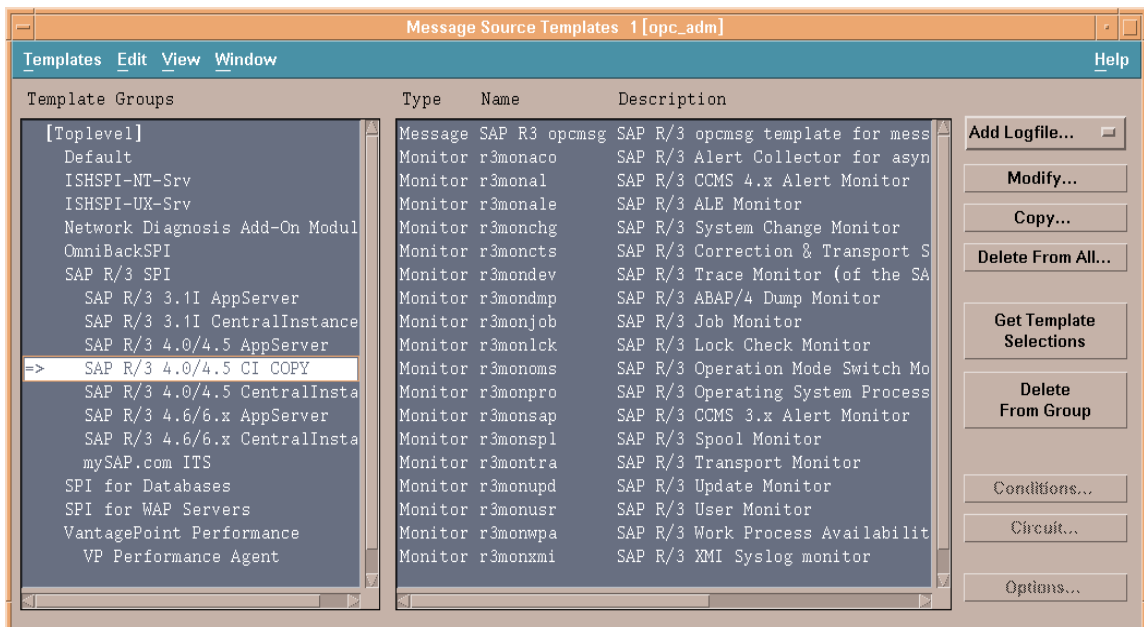 Message Source Templates 1 [opc_adm]
Templates Edit View Window Help
Template Groups
[Toplevel]
Default
ISHSPI-NT-Srv
ISHSPI-UX-Srv
Network Diagnosis Add-On Modul
OmniBackSPI
SAP R/3 SPI
SAP R/3 3.1I AppServer
SAP R/3 3.1I CentralInstance
SAP R/3 4.0/4.5 AppServer
=> SAP R/3 4.0/4.5 CI COPY
SAP R/3 4.0/4.5 CentralInsta
SAP R/3 4.6/6.x AppServer
SAP R/3 4.6/6.x CentralInsta
mySAP.com ITS
SPI for Databases
SPI for WAP Servers
VantagePoint Performance
VP Performance Agent
Type Name Description
Message SAP R3 opcmsg SAP R/3 opcmsg template for mess
Monitor r3monaco SAP R/3 Alert Collector for asyn
Monitor r3monal SAP R/3 CCMS 4.x Alert Monitor
Monitor r3monale SAP R/3 ALE Monitor
Monitor r3monchg SAP R/3 System Change Monitor
Monitor r3moncts SAP R/3 Correction & Transport S
Monitor r3mondev SAP R/3 Trace Monitor (of the SA
Monitor r3mondmp SAP R/3 ABAP/4 Dump Monitor
Monitor r3monjob SAP R/3 Job Monitor
Monitor r3monlck SAP R/3 Lock Check Monitor
Monitor r3monoms SAP R/3 Operation Mode Switch Mo
Monitor r3monpro SAP R/3 Operating System Process
Monitor r3monsap SAP R/3 CCMS 3.x Alert Monitor
Monitor r3monspl SAP R/3 Spool Monitor
Monitor r3montra SAP R/3 Transport Monitor
Monitor r3monupd SAP R/3 Update Monitor
Monitor r3monusr SAP R/3 User Monitor
Monitor r3monwpa SAP R/3 Work Process Availabilit
Monitor r3monxmi SAP R/3 XMI Syslog monitor
Add Logfile...
Modify...
Copy...
Delete From All...
Get Template
Selections
Delete
From Group
Conditions...
Circuit...
Options...